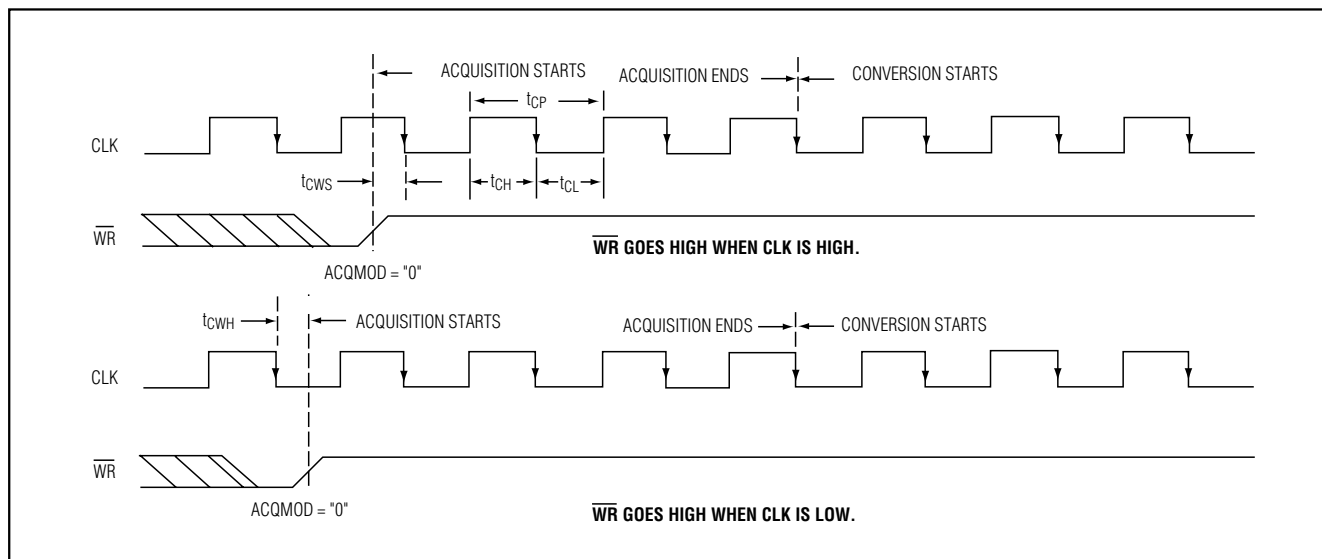 ACQUISITION STARTS
ACQUISITION ENDS
CONVERSION STARTS
tCP
CLK
tCWS
tCH
tCL
WR
WR GOES HIGH WHEN CLK IS HIGH.
ACQMOD = "0"
tCWH
ACQUISITION STARTS
ACQUISITION ENDS
CONVERSION STARTS
CLK
WR
ACQMOD = "0"
WR GOES HIGH WHEN CLK IS LOW.